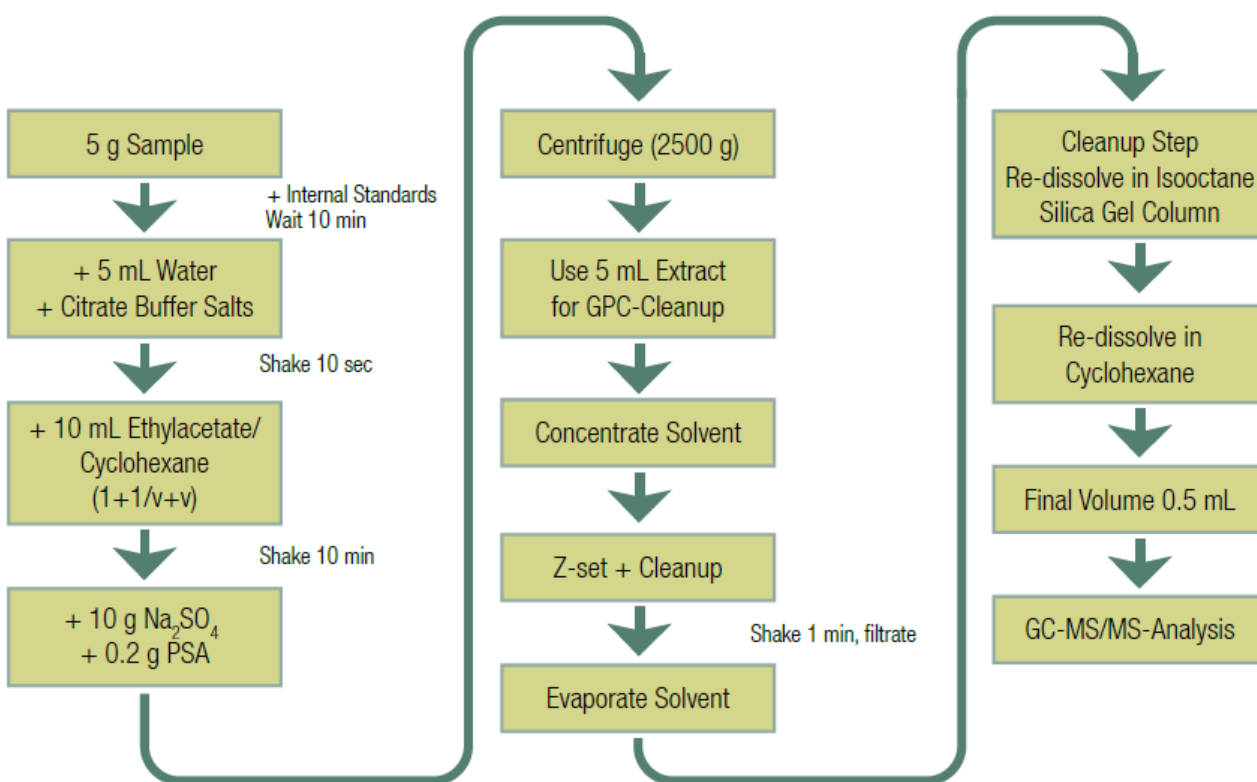 5 g Sample
+ Internal Standards
Wait 10 min
+ 5 mL Water
+ Citrate Buffer Salts
Shake 10 sec
+ 10 mL Ethylacetate/
Cyclohexane
(1+1/v+v)
Shake 10 min
+ 10 g Na₂SO₄
+ 0.2 g PSA
Centrifuge (2500 g)
Use 5 mL Extract
for GPC-Cleanup
Concentrate Solvent
Z-set + Cleanup
Shake 1 min, filtrate
Evaporate Solvent
Cleanup Step
Re-dissolve in Isooctane
Silica Gel Column
Re-dissolve in
Cyclohexane
Final Volume 0.5 mL
GC-MS/MS-Analysis